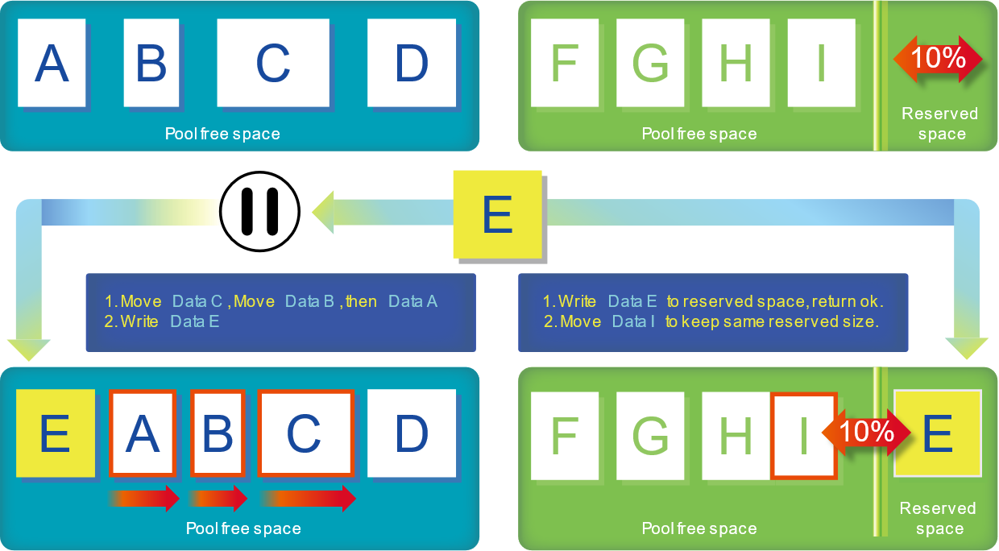 A B C D
Pool free space
F G H I
10%
Pool free space
Reserved
space
E
1. Move Data C , Move Data B , then Data A
2. Write Data E
1. Write Data E to reserved space, return ok.
2. Move Data I to keep same reserved size.
E A B C D
Pool free space
F G H I 10% E
Pool free space
Reserved
space